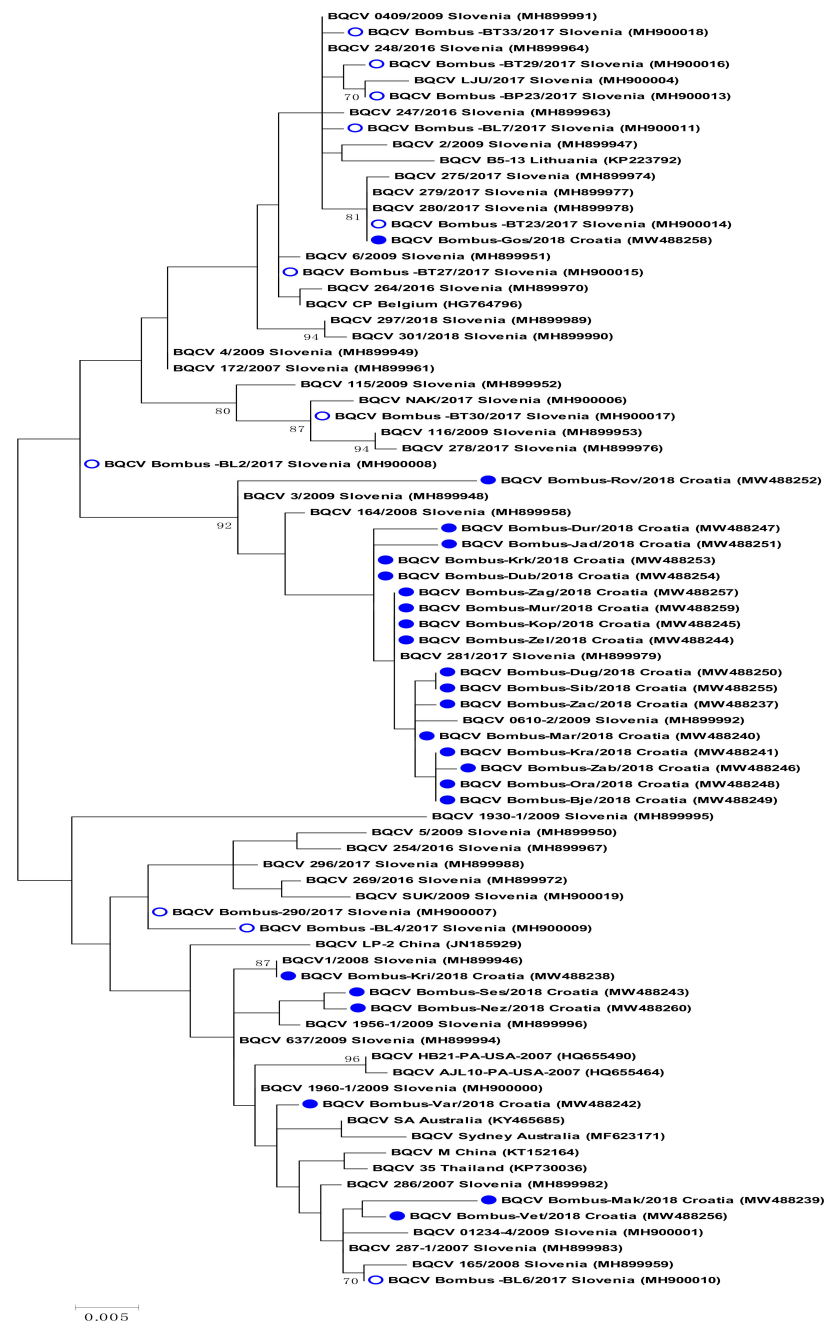 BQCV 0409/2009 Slovenia (MH899991)
BQCV Bombus -BT33/2017 Slovenia (MH900018)
BQCV 248/2016 Slovenia (MH899964)
BQCV Bombus -BT29/2017 Slovenia (MH900016)
BQCV LJU/2017 Slovenia (MH900004)
70
BQCV Bombus -BP23/2017 Slovenia (MH900013)
BQCV 247/2016 Slovenia (MH899963)
BQCV Bombus -BL7/2017 Slovenia (MH900011)
BQCV 2/2009 Slovenia (MH899947)
BQCV B5-13 Lithuania (KP223792)
BQCV 275/2017 Slovenia (MH899974)
BQCV 279/2017 Slovenia (MH899977)
BQCV 280/2017 Slovenia (MH899978)
81
BQCV Bombus -BT23/2017 Slovenia (MH900014)
BQCV Bombus-Gos/2018 Croatia (MW488258)
BQCV 6/2009 Slovenia (MH899951)
BQCV Bombus -BT27/2017 Slovenia (MH900015)
BQCV 264/2016 Slovenia (MH899970)
BQCV CP Belgium (HG764796)
BQCV 297/2018 Slovenia (MH899989)
94
BQCV 301/2018 Slovenia (MH899990)
BQCV 4/2009 Slovenia (MH899949)
BQCV 172/2007 Slovenia (MH899961)
BQCV 115/2009 Slovenia (MH899952)
80
BQCV NAK/2017 Slovenia (MH900006)
BQCV Bombus -BT30/2017 Slovenia (MH900017)
87
BQCV 116/2009 Slovenia (MH899953)
94
BQCV 278/2017 Slovenia (MH899976)
BQCV Bombus -BL2/2017 Slovenia (MH900008)
BQCV Bombus-Rov/2018 Croatia (MW488252)
BQCV 3/2009 Slovenia (MH899948)
92
BQCV 164/2008 Slovenia (MH899958)
BQCV Bombus-Dur/2018 Croatia (MW488247)
BQCV Bombus-Jad/2018 Croatia (MW488251)
BQCV Bombus-Krk/2018 Croatia (MW488253)
BQCV Bombus-Dub/2018 Croatia (MW488254)
BQCV Bombus-Zag/2018 Croatia (MW488257)
BQCV Bombus-Mur/2018 Croatia (MW488259)
BQCV Bombus-Kop/2018 Croatia (MW488245)
BQCV Bombus-Zel/2018 Croatia (MW488244)
BQCV 281/2017 Slovenia (MH899979)
BQCV Bombus-Dug/2018 Croatia (MW488250)
BQCV Bombus-Sib/2018 Croatia (MW488255)
BQCV Bombus-Zac/2018 Croatia (MW488237)
BQCV 0610-2/2009 Slovenia (MH899992)
BQCV Bombus-Mar/2018 Croatia (MW488240)
BQCV Bombus-Kra/2018 Croatia (MW488241)
BQCV Bombus-Zab/2018 Croatia (MW488246)
BQCV Bombus-Ora/2018 Croatia (MW488248)
BQCV Bombus-Bje/2018 Croatia (MW488249)
BQCV 1930-1/2009 Slovenia (MH899995)
BQCV 5/2009 Slovenia (MH899950)
BQCV 254/2016 Slovenia (MH899967)
BQCV 296/2017 Slovenia (MH899988)
BQCV 269/2016 Slovenia (MH899972)
BQCV SUK/2009 Slovenia (MH900019)
BQCV Bombus-290/2017 Slovenia (MH900007)
BQCV Bombus -BL4/2017 Slovenia (MH900009)
BQCV LP-2 China (JN185929)
87
BQCV1/2008 Slovenia (MH899946)
BQCV Bombus-Kri/2018 Croatia (MW488238)
BQCV Bombus-Ses/2018 Croatia (MW488243)
BQCV Bombus-Nez/2018 Croatia (MW488260)
BQCV 1956-1/2009 Slovenia (MH899996)
BQCV 637/2009 Slovenia (MH899994)
96
BQCV HB21-PA-USA-2007 (HQ655490)
BQCV AJL10-PA-USA-2007 (HQ655464)
BQCV 1960-1/2009 Slovenia (MH900000)
BQCV Bombus-Var/2018 Croatia (MW488242)
BQCV SA Australia (KY465685)
BQCV Sydney Australia (MF623171)
BQCV M China (KT152164)
BQCV 35 Thailand (KP730036)
BQCV 286/2007 Slovenia (MH899982)
BQCV Bombus-Mak/2018 Croatia (MW488239)
BQCV Bombus-Vet/2018 Croatia (MW488256)
BQCV 01234-4/2009 Slovenia (MH900001)
BQCV 287-1/2007 Slovenia (MH899983)
BQCV 165/2008 Slovenia (MH899959)
70
BQCV Bombus -BL6/2017 Slovenia (MH900010)
0.005